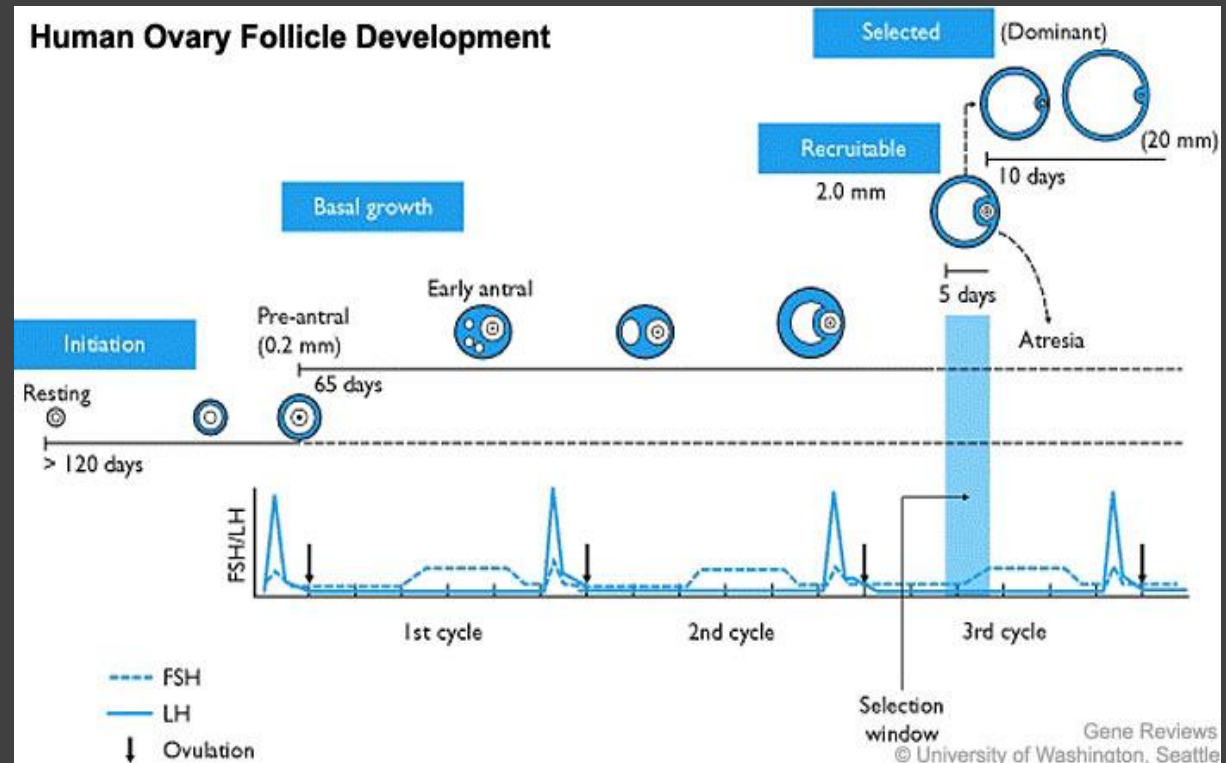 Human Ovary Follicle Development
Selected
(Dominant)
(20 mm)
10 days
Recruitable
2.0 mm
5 days
Atresia
Basal growth
Early antral
Pre-antral
(0.2 mm)
65 days
Initiation
Resting
> 120 days
FSH/LH
1st cycle
2nd cycle
3rd cycle
FSH
LH
Ovulation
Selection
window
Gene Reviews
© University of Washington, Seattle